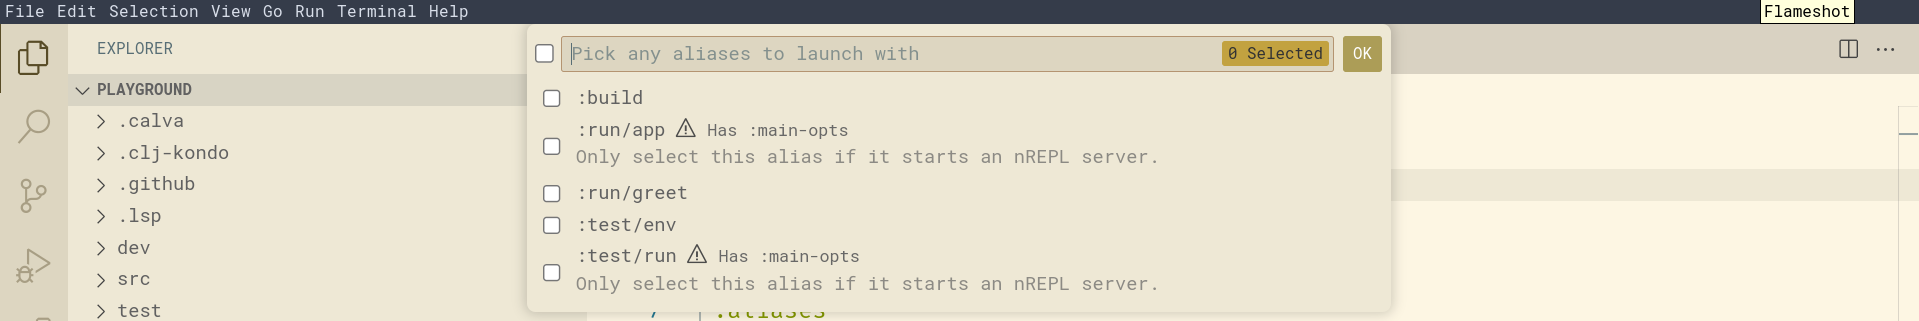 File Edit Selection View Go Run Terminal Help
Flameshot
EXPLORER
PLAYGROUND
.calva
.clj-kondo
.github
.lsp
dev
src
test
Pick any aliases to launch with
0 Selected
OK
:build
:run/app ⚠ Has :main-opts
Only select this alias if it starts an nREPL server.
:run/greet
:test/env
:test/run ⚠ Has :main-opts
Only select this alias if it starts an nREPL server.
7 :aliases